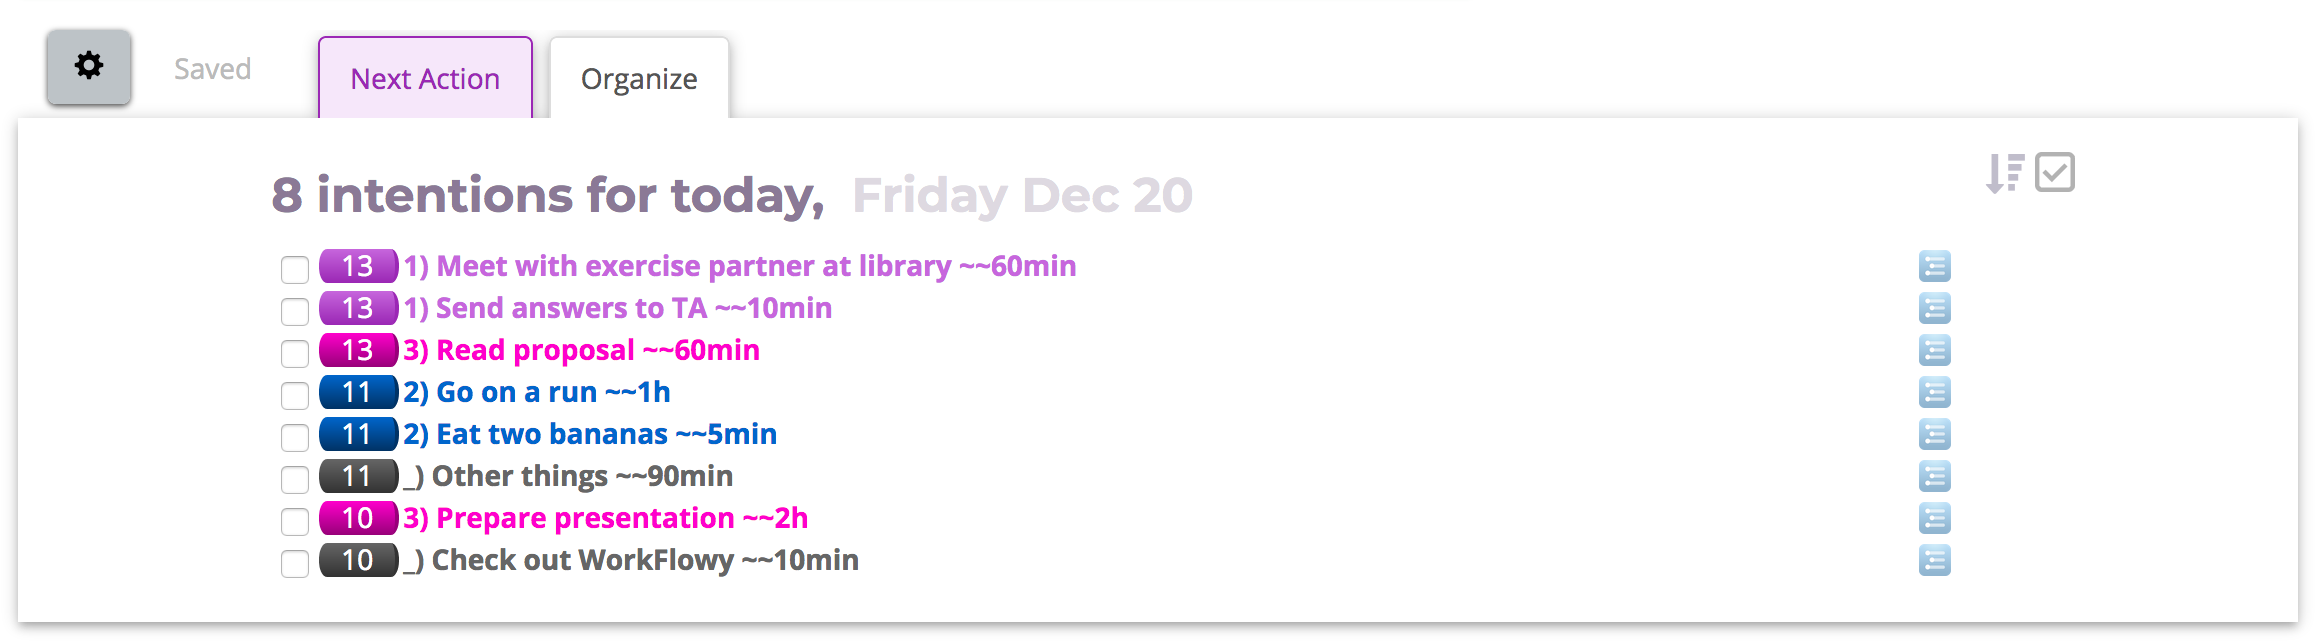 Saved Next Action Organize
8 intentions for today, Friday Dec 20
13 1) Meet with exercise partner at library ~~60min
13 1) Send answers to TA ~~10min
13 3) Read proposal ~~60min
11 2) Go on a run ~~1h
11 2) Eat two bananas ~~5min
11 _) Other things ~~90min
10 3) Prepare presentation ~~2h
10 _) Check out WorkFlowy ~~10min